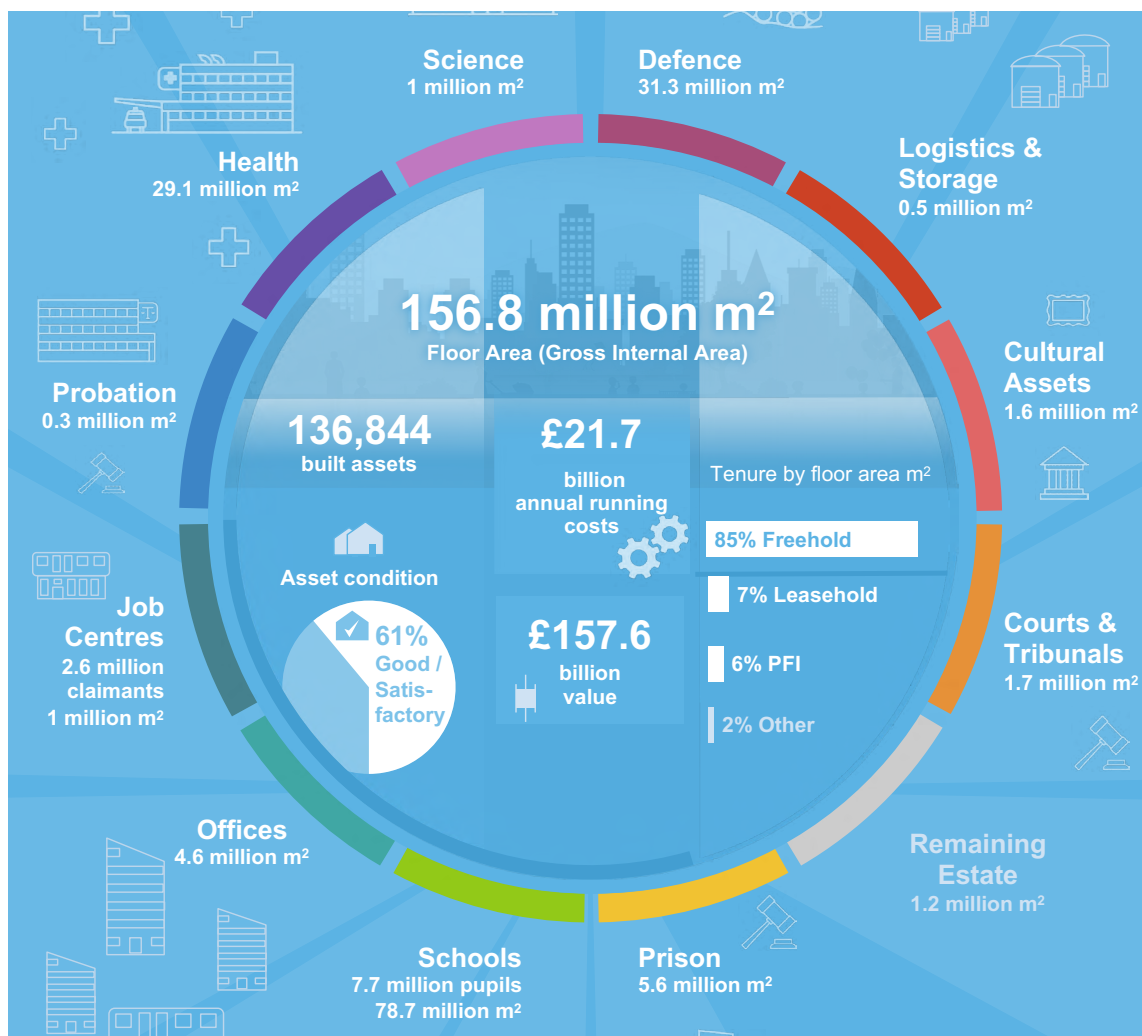 Science
1 million m²
Defence
31.3 million m²
Health
29.1 million m²
Logistics &
Storage
0.5 million m²
156.8 million m²
Floor Area (Gross Internal Area)
Probation
0.3 million m²
Cultural
Assets
1.6 million m²
136,844
built assets
£21.7
billion
annual running
costs
Tenure by floor area m²
85% Freehold
7% Leasehold
6% PFI
2% Other
Asset condition
61%
Good /
Satis-
factory
£157.6
billion
value
Job
Centres
2.6 million
claimants
1 million m²
Courts &
Tribunals
1.7 million m²
Offices
4.6 million m²
Remaining
Estate
1.2 million m²
Schools
7.7 million pupils
78.7 million m²
Prison
5.6 million m²